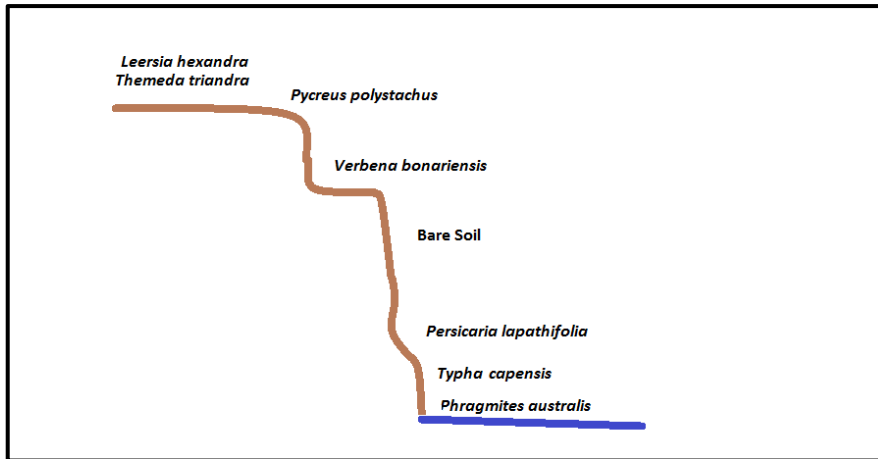 Leersia hexandra
Themeda triandra
Pycreus polystachus
Verbena bonariensis
Bare Soil
Persicaria lapathifolia
Typha capensis
Phragmites australis